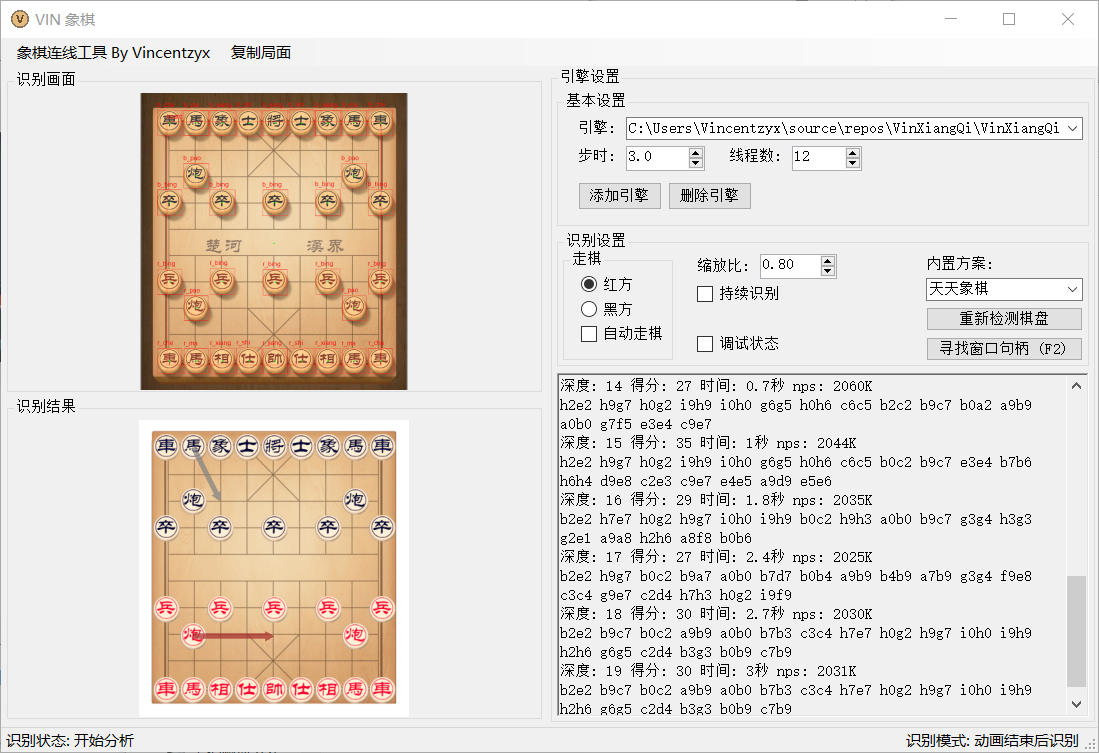 VIN 象棋
象棋连线工具 By Vincentzyx 复制局面
识别画面
車 馬 象 士 将 士 象 馬 車
b_pao b_pao
炮 炮
b_bing b_bing b_bing b_bing b_bing
卒 卒 卒 卒 卒
楚河 漢界
r_bing r_bing r_bing r_bing r_bing
兵 兵 兵 兵 兵
r_pao r_pao
炮 炮
r_che r_ma r_xiang r_shi r_shi r_xiang r_ma r_che
車 馬 相 仕 帥 仕 相 馬 車
识别结果
車 馬 象 士 将 士 象 馬 車
炮 炮
卒 卒 卒 卒 卒
兵 兵 兵 兵 兵
炮 炮
車 馬 相 仕 帥 仕 相 馬 車
引擎设置
基本设置
引擎: C:\Users\Vincentzyx\source\repos\VinXiangQi\VinXiangQi
步时: 3.0 线程数: 12
添加引擎 删除引擎
识别设置
走棋
红方
黑方
自动走棋
缩放比: 0.80
持续识别
调试状态
内置方案:
天天象棋
重新检测棋盘
寻找窗口句柄 (F2)
深度: 14 得分: 27 时间: 0.7秒 nps: 2060K
h2e2 h9g7 h0g2 i9h9 i0h0 g6g5 h0h6 c6c5 b2c2 b9c7 b0a2 a9b9
a0b0 g7f5 e3e4 c9e7
深度: 15 得分: 35 时间: 1秒 nps: 2044K
h2e2 h9g7 h0g2 i9h9 i0h0 g6g5 h0h6 c6c5 b0c2 b9c7 e3e4 b7b6
h6h4 d9e8 c2e3 c9e7 e4e5 a9d9 e5e6
深度: 16 得分: 29 时间: 1.8秒 nps: 2035K
b2e2 h7e7 h0g2 h9g7 i0h0 i9h9 b0c2 h9h3 a0b0 b9c7 g3g4 h3g3
g2e1 a9a8 h2h6 a8f8 b0b6
深度: 17 得分: 27 时间: 2.4秒 nps: 2025K
b2e2 h9g7 b0c2 b9a7 a0b0 b7d7 b0b4 a9b9 b4b9 a7b9 g3g4 f9e8
c3c4 g9e7 c2d4 h7h3 h0g2 i9f9
深度: 18 得分: 30 时间: 2.7秒 nps: 2030K
b2e2 b9c7 b0c2 a9b9 a0b0 b7b3 c3c4 h7e7 h0g2 h9g7 i0h0 i9h9
h2h6 g6g5 c2d4 b3g3 b0b9 c7b9
深度: 19 得分: 30 时间: 3秒 nps: 2031K
b2e2 b9c7 b0c2 a9b9 a0b0 b7b3 c3c4 h7e7 h0g2 h9g7 i0h0 i9h9
h2h6 g6g5 c2d4 b3g3 b0b9 c7b9
识别状态: 开始分析 识别模式: 动画结束后识别